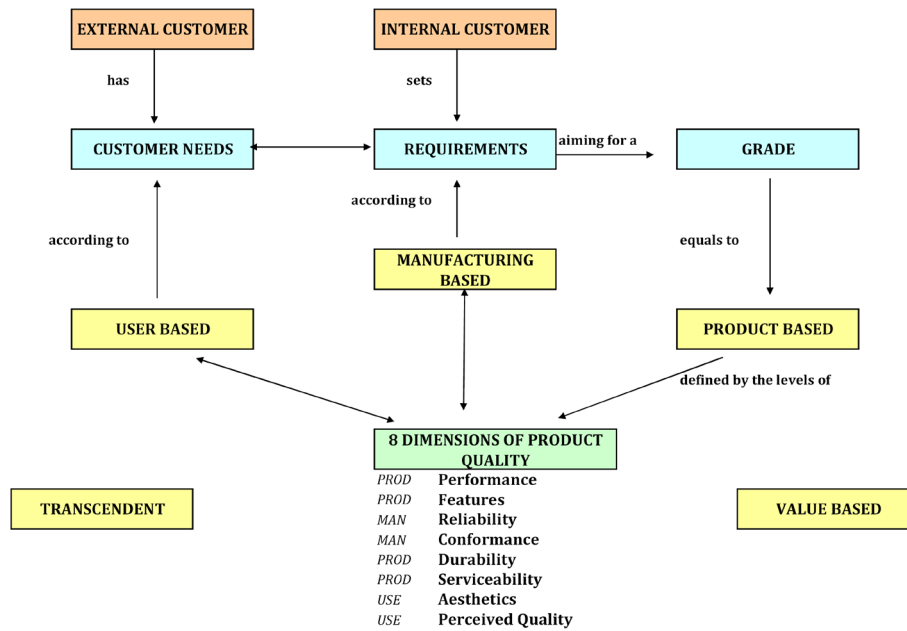 EXTERNAL CUSTOMER
INTERNAL CUSTOMER
has
sets
CUSTOMER NEEDS
REQUIREMENTS
aiming for a
GRADE
according to
according to
equals to
MANUFACTURING
BASED
USER BASED
PRODUCT BASED
defined by the levels of
8 DIMENSIONS OF PRODUCT
QUALITY
TRANSCENDENT
VALUE BASED
PROD Performance
PROD Features
MAN Reliability
MAN Conformance
PROD Durability
PROD Serviceability
USE Aesthetics
USE Perceived Quality